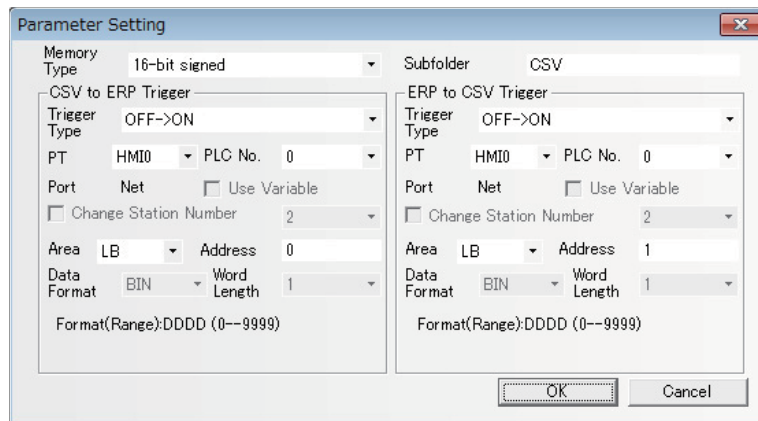 Parameter Setting
Memory Type 16-bit signed Subfolder CSV
CSV to ERP Trigger
Trigger Type OFF->ON
PT HMI0 PLC No. 0
Port Net Use Variable
Change Station Number 2
Area LB Address 0
Data Format BIN Word Length 1
Format(Range):DDDD (0--9999)
ERP to CSV Trigger
Trigger Type OFF->ON
PT HMI0 PLC No. 0
Port Net Use Variable
Change Station Number 2
Area LB Address 1
Data Format BIN Word Length 1
Format(Range):DDDD (0--9999)
OK Cancel